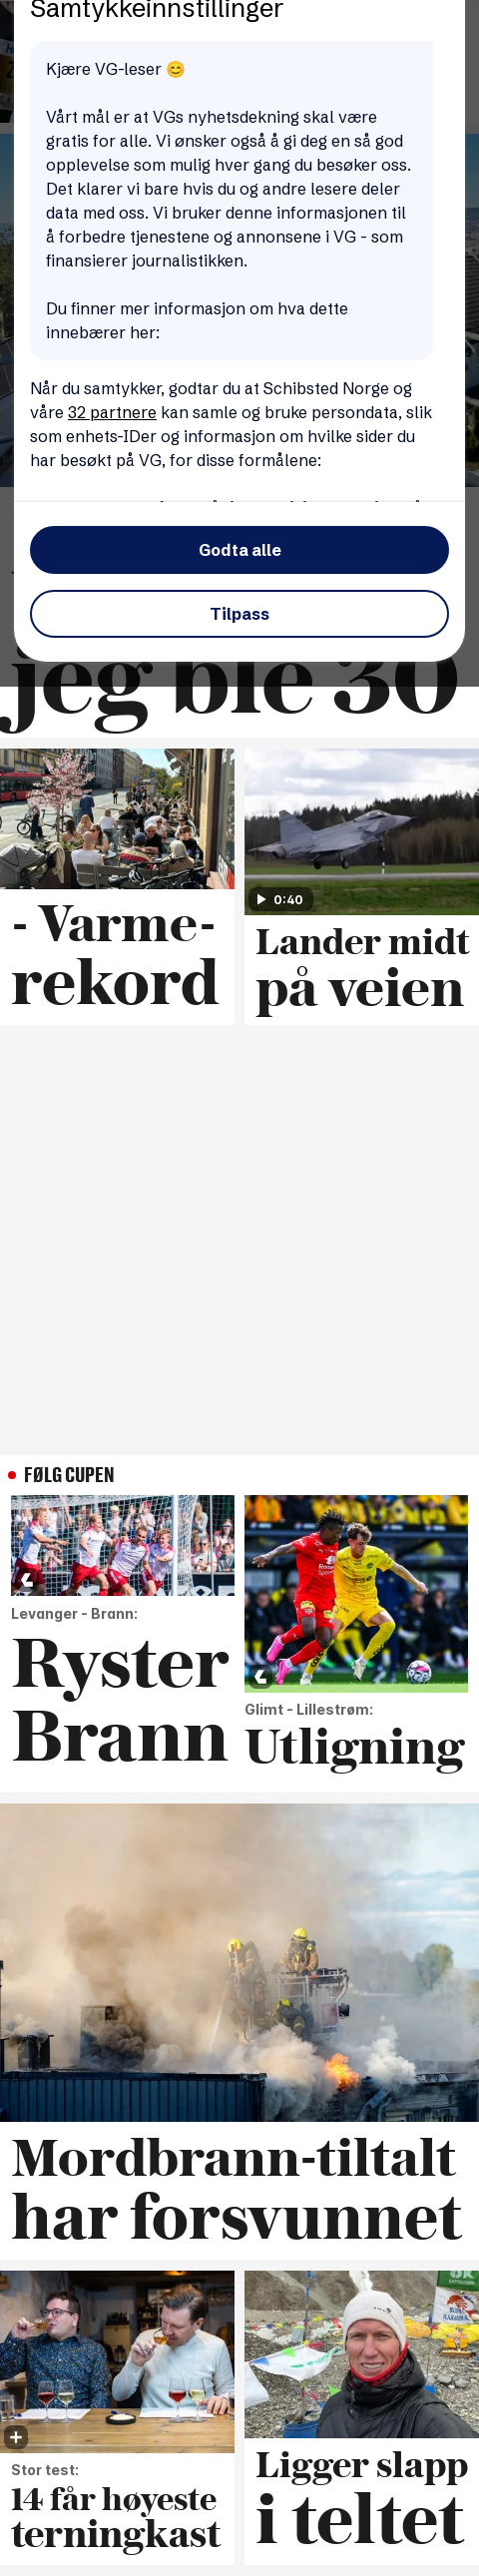 Samtykkeinnstillinger
Kjære VG-leser 😊
Vårt mål er at VGs nyhetsdekning skal være
gratis for alle. Vi ønsker også å gi deg en så god
opplevelse som mulig hver gang du besøker oss.
Det klarer vi bare hvis du og andre lesere deler
data med oss. Vi bruker denne informasjonen til
å forbedre tjenestene og annonsene i VG - som
finansierer journalistikken.
Du finner mer informasjon om hva dette
innebærer her:
Når du samtykker, godtar du at Schibsted Norge og
våre 32 partnere kan samle og bruke persondata, slik
som enhets-IDer og informasjon om hvilke sider du
har besøkt på VG, for disse formålene:
Godta alle
Tilpass
jeg ble 30
- Varme-
rekord
0:40
Lander midt
på veien
FØLG CUPEN
Levanger - Brann:
Ryster
Brann
Glimt - Lillestrøm:
Utligning
Mordbrann-tiltalt
har forsvunnet
Stor test:
14 får høyeste
terningkast
Ligger slapp
i teltet